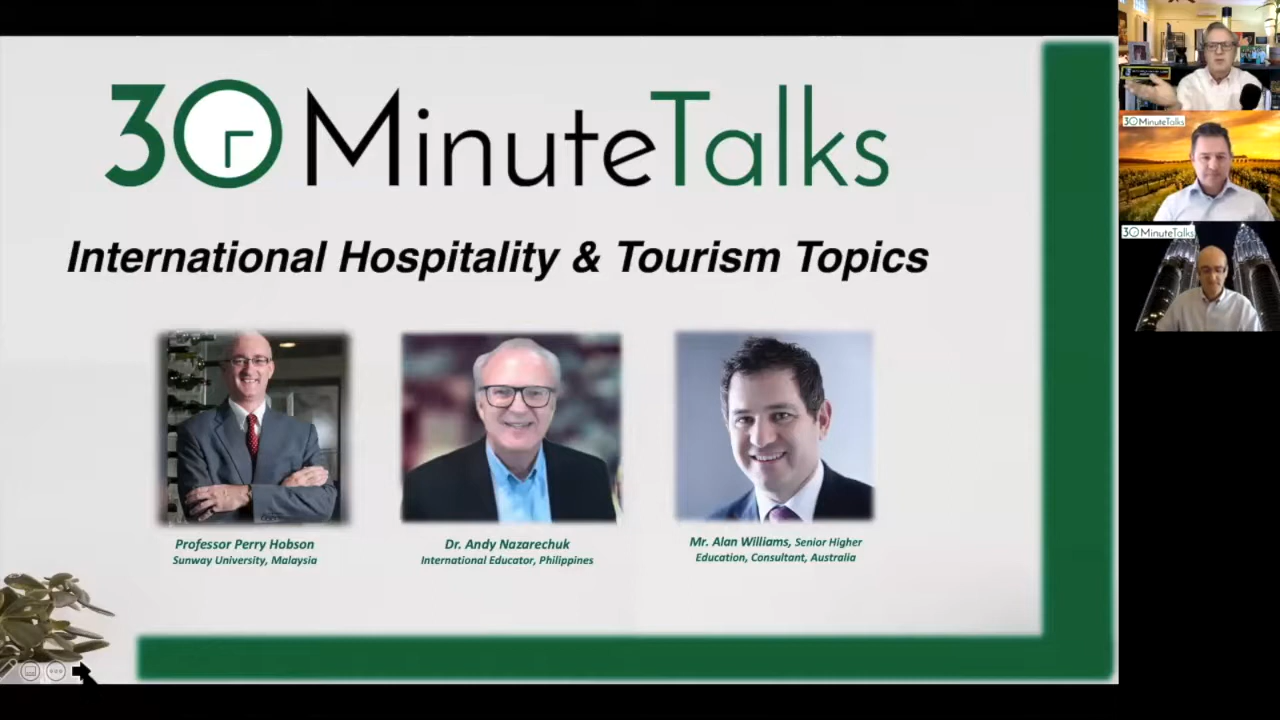 30 MinuteTalks
International Hospitality & Tourism Topics
Professor Perry Hobson
Sunway University, Malaysia
Dr. Andy Nazarechuk
International Educator, Philippines
Mr. Alan Williams, Senior Higher
Education, Consultant, Australia
30MinuteTalks
30MinuteTalks